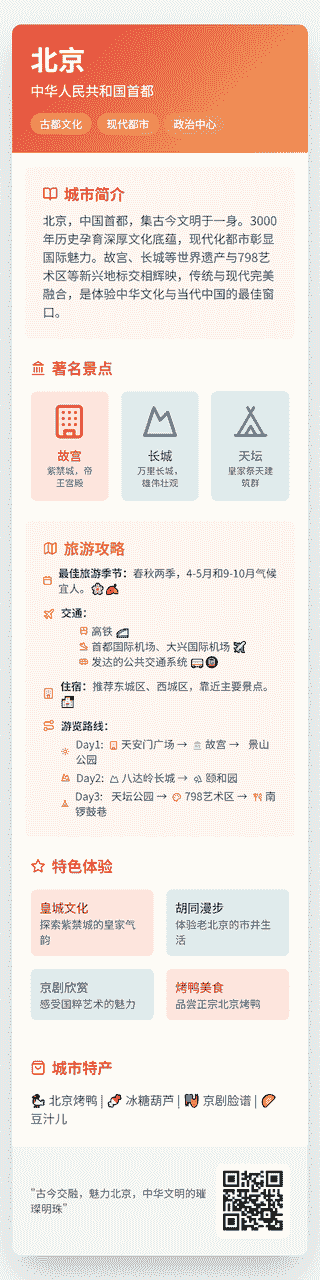 北京
中华人民共和国首都
古都文化 现代都市 政治中心
城市简介
北京，中国首都，集古今文明于一身。3000
年历史孕育深厚文化底蕴，现代化都市彰显
国际魅力。故宫、长城等世界遗产与798艺
术区等新兴地标交相辉映，传统与现代完美
融合，是体验中华文化与当代中国的最佳窗
口。
著名景点
故宫
紫禁城，帝
王宫殿
长城
万里长城，
雄伟壮观
天坛
皇家祭天建
筑群
旅游攻略
最佳旅游季节：春秋两季，4-5月和9-10月气候
宜人。🌸🍂
交通：
高铁 🚄
首都国际机场、大兴国际机场 ✈️
发达的公共交通系统 🚌🚇
住宿：推荐东城区、西城区，靠近主要景点。
🏨
游览路线：
Day1: 天安门广场 → 故宫 → 景山
公园
Day2: 八达岭长城 → 颐和园
Day3: 天坛公园 → 798艺术区 → 南
锣鼓巷
特色体验
皇城文化
探索紫禁城的皇家气
韵
胡同漫步
体验老北京的市井生
活
京剧欣赏
感受国粹艺术的魅力
烤鸭美食
品尝正宗北京烤鸭
城市特产
北京烤鸭 | 冰糖葫芦 | 京剧脸谱 |
豆汁儿
"古今交融，魅力北京，中华文明的璀
璨明珠"